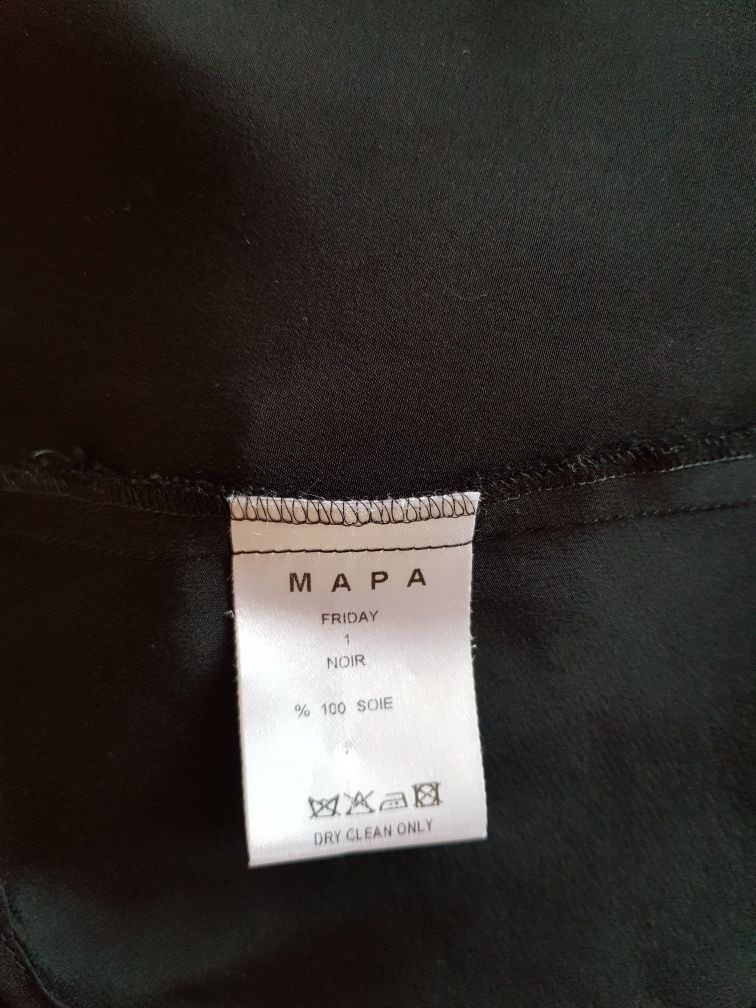 MAPA
FRIDAY
1
NOIR
% 100 SOIE
DRY CLEAN ONLY